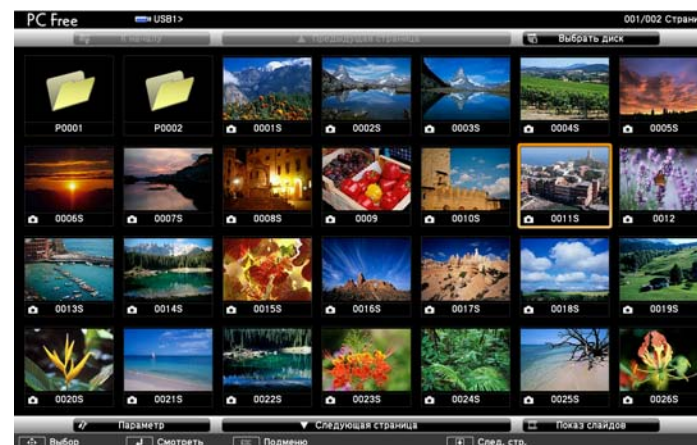 PC Free USB1> 001/002 Страни
К началу Предыдущая страница Выбрать диск
P0001 P0002 0001S 0002S 0003S 0004S 0005S
0006S 0007S 0008S 0009 0010S 0011S 0012
0013S 0014S 0015S 0016S 0017S 0018S 0019S
0020S 0021S 0022S 0023S 0024S 0025S 0026S
Параметр Следующая страница Показ слайдов
Выбор Смотреть Esc Подменю След. стр.